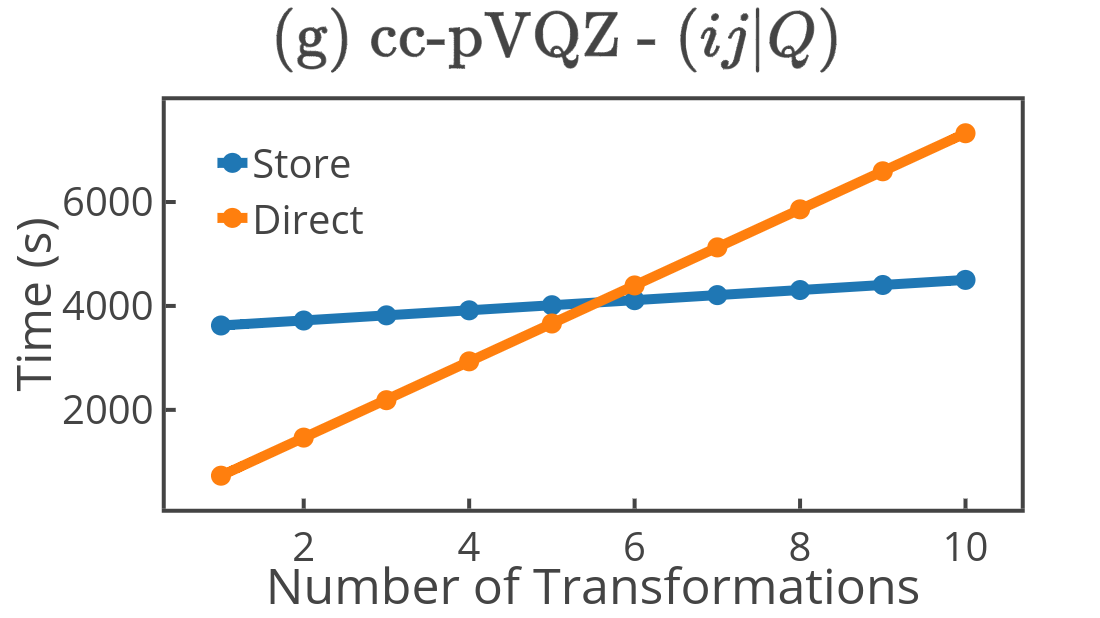 (g) cc-pVQZ - (ij|Q)
Store
Direct
6000
4000
2000
Time (s)
2 4 6 8 10
Number of Transformations